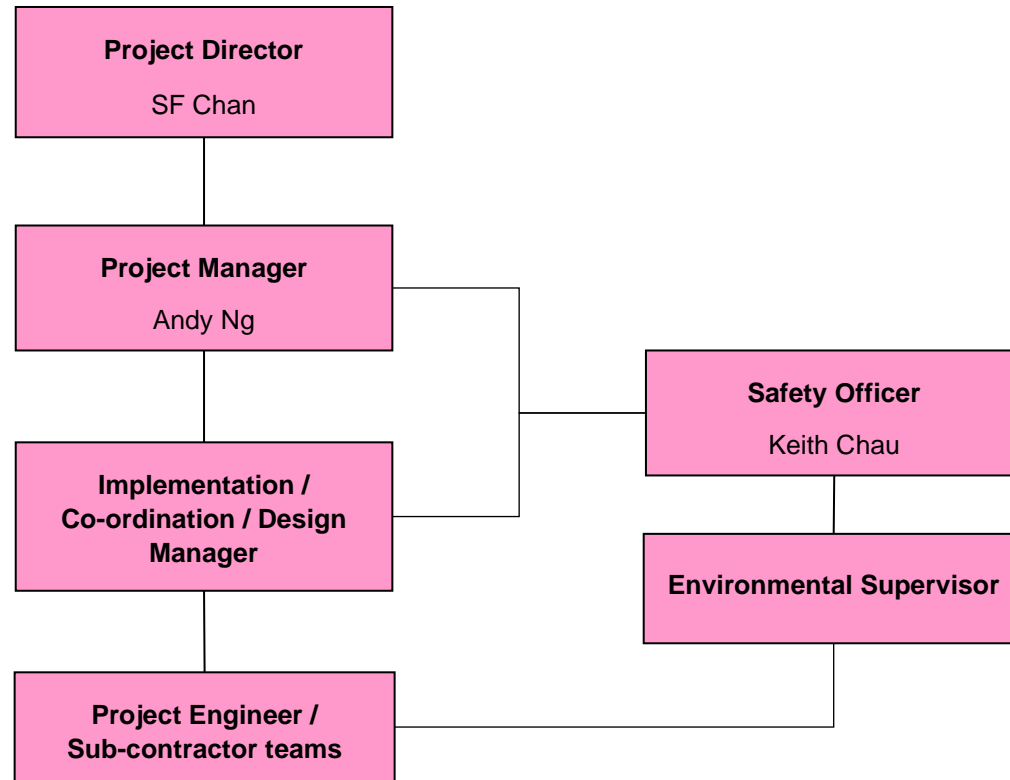 Project Director
SF Chan
Project Manager
Andy Ng
Safety Officer
Keith Chau
Implementation /
Co-ordination / Design
Manager
Environmental Supervisor
Project Engineer /
Sub-contractor teams